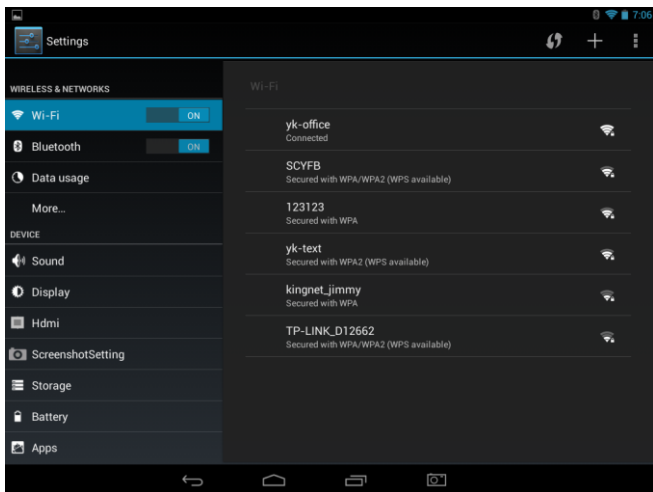 7:06
Settings
WIRELESS & NETWORKS
Wi-Fi ON
Bluetooth ON
Data usage
More...
DEVICE
Sound
Display
Hdmi
ScreenshotSetting
Storage
Battery
Apps
Wi-Fi
yk-office
Connected
SCYFB
Secured with WPA/WPA2 (WPS available)
123123
Secured with WPA
yk-text
Secured with WPA2 (WPS available)
kingnet_jimmy
Secured with WPA
TP-LINK_D12662
Secured with WPA/WPA2 (WPS available)